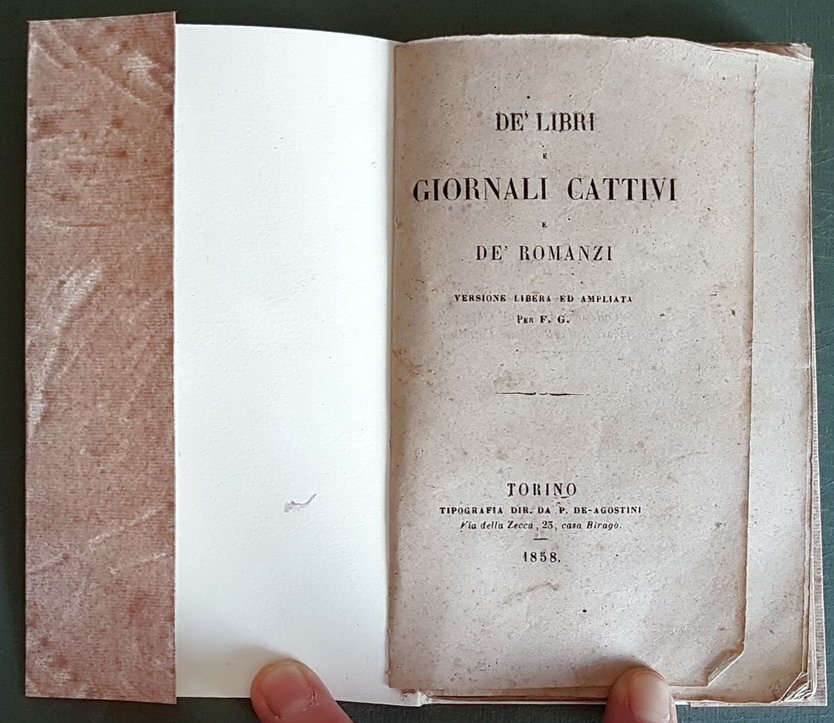 DE' LIBRI
E
GIORNALI CATTIVI
E
DE' ROMANZI
VERSIONE LIBERA ED AMPLIATA
PER F. G.
TORINO
TIPOGRAFIA DIR. DA P. DE-AGOSTINI
Via della Zecca, 23, casa Birago.
1858.